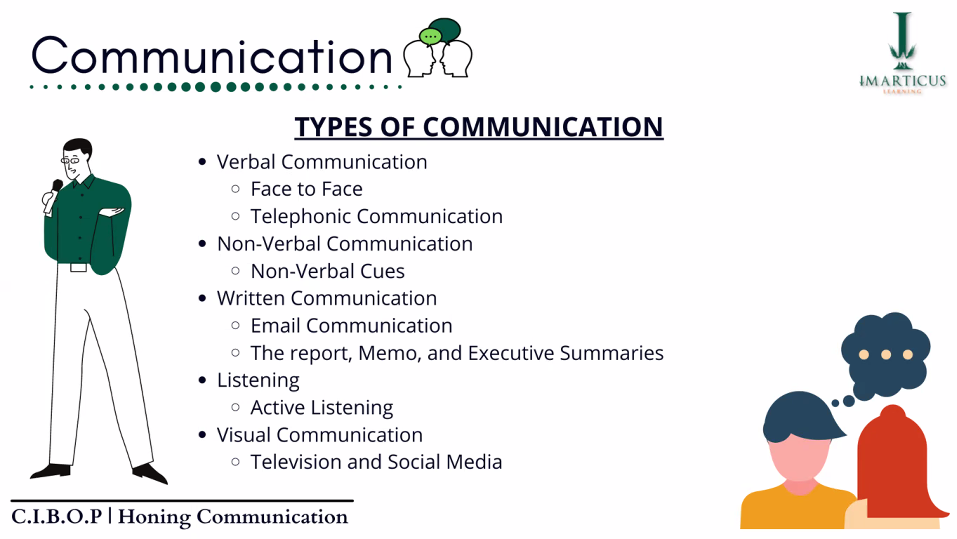 Communication
IMARTICUS
LEARNING
TYPES OF COMMUNICATION
• Verbal Communication
○ Face to Face
○ Telephonic Communication
• Non-Verbal Communication
○ Non-Verbal Cues
• Written Communication
○ Email Communication
○ The report, Memo, and Executive Summaries
• Listening
○ Active Listening
• Visual Communication
○ Television and Social Media
C.I.B.O.P | Honing Communication